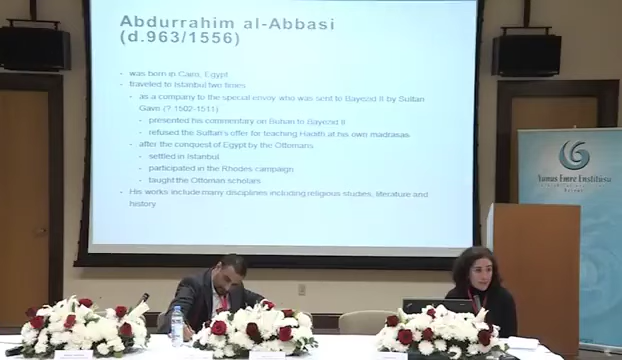 Abdurrahim al-Abbasi
(d.963/1556)
- was born in Cairo, Egypt
- traveled to Istanbul two times
- as a company to the special envoy who was sent to Bayezid II by Sultan
Gavri (? 1502-1511)
- presented his commentary on Buhari to Bayezid II
- refused the Sultan's offer for teaching Hadith at his own madrasas
- after the conquest of Egypt by the Ottomans
- settled in Istanbul
- participated in the Rhodes campaign
- taught the Ottoman scholars
- His works include many disciplines including religious studies, literature and
history
Yunus Emre Enstitüsü